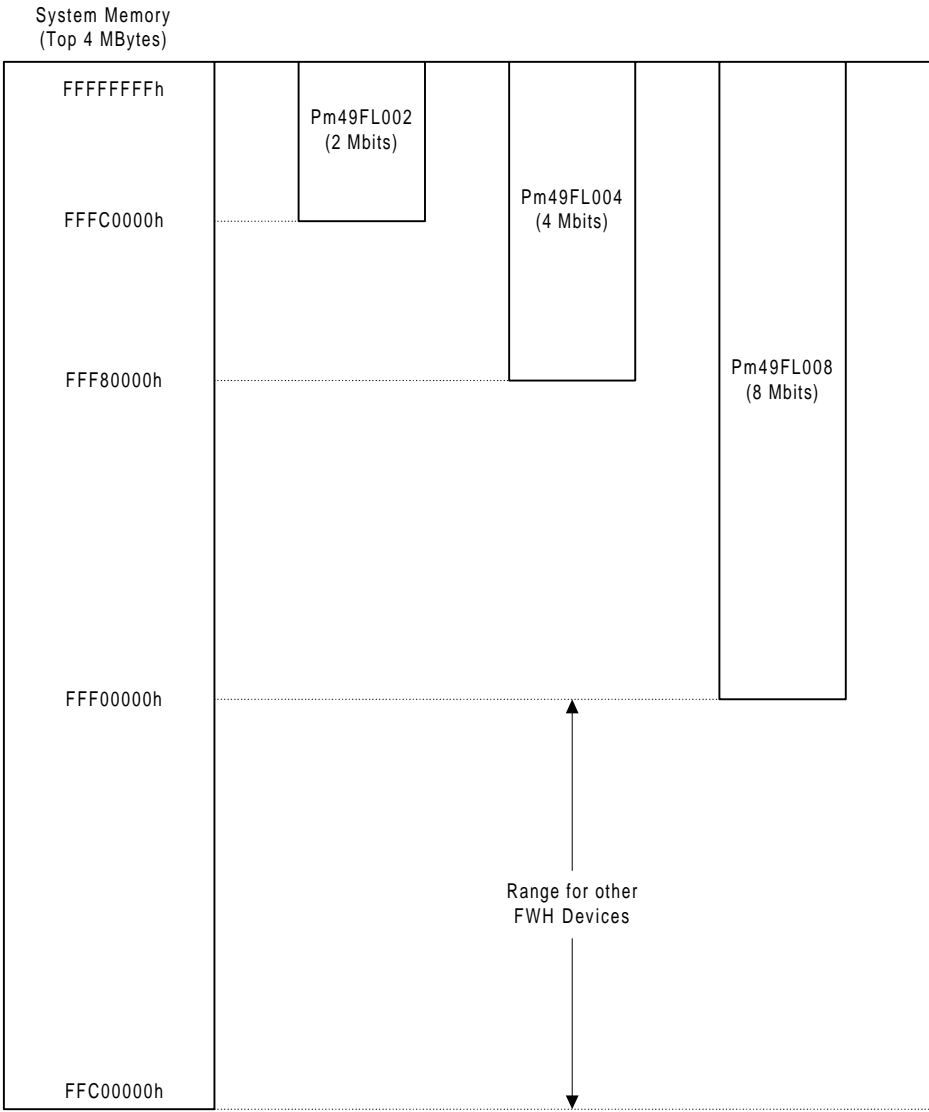 System Memory
(Top 4 MBytes)
FFFFFFFFh
Pm49FL002
(2 Mbits)
Pm49FL004
(4 Mbits)
FFFC0000h
Pm49FL008
(8 Mbits)
FFF80000h
FFF00000h
Range for other
FWH Devices
FFC00000h